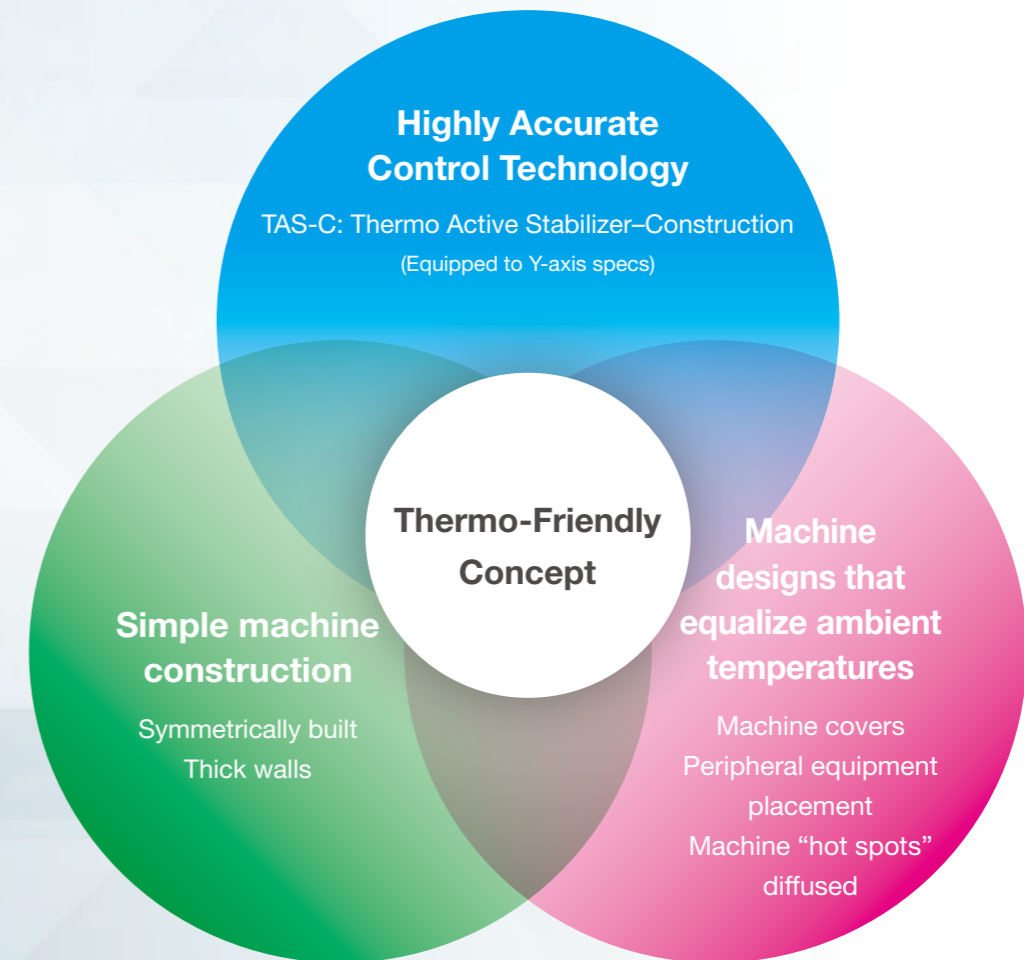 Highly Accurate
Control Technology
TAS-C: Thermo Active Stabilizer–Construction
(Equipped to Y-axis specs)
Thermo-Friendly
Concept
Simple machine
construction
Symmetrically built
Thick walls
Machine
designs that
equalize ambient
temperatures
Machine covers
Peripheral equipment
placement
Machine “hot spots”
diffused